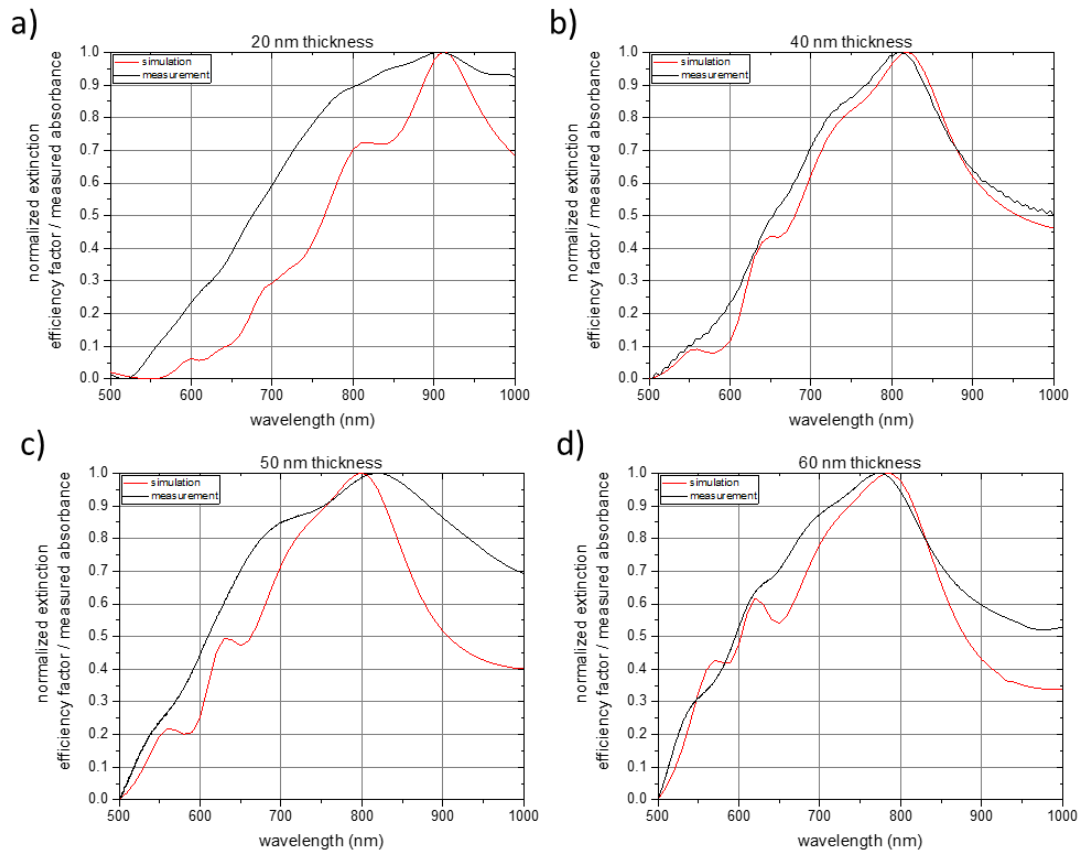 a)
20 nm thickness
simulation
measurement
normalized extinction
efficiency factor / measured absorbance
1.0
0.9
0.8
0.7
0.6
0.5
0.4
0.3
0.2
0.1
0.0
500 600 700 800 900 1000
wavelength (nm)
b)
40 nm thickness
simulation
measurement
normalized extinction
efficiency factor / measured absorbance
1.0
0.9
0.8
0.7
0.6
0.5
0.4
0.3
0.2
0.1
0.0
500 600 700 800 900 1000
wavelength (nm)
c)
50 nm thickness
simulation
measurement
normalized extinction
efficiency factor / measured absorbance
1.0
0.9
0.8
0.7
0.6
0.5
0.4
0.3
0.2
0.1
0.0
500 600 700 800 900 1000
wavelength (nm)
d)
60 nm thickness
simulation
measurement
normalized extinction
efficiency factor / measured absorbance
1.0
0.9
0.8
0.7
0.6
0.5
0.4
0.3
0.2
0.1
0.0
500 600 700 800 900 1000
wavelength (nm)